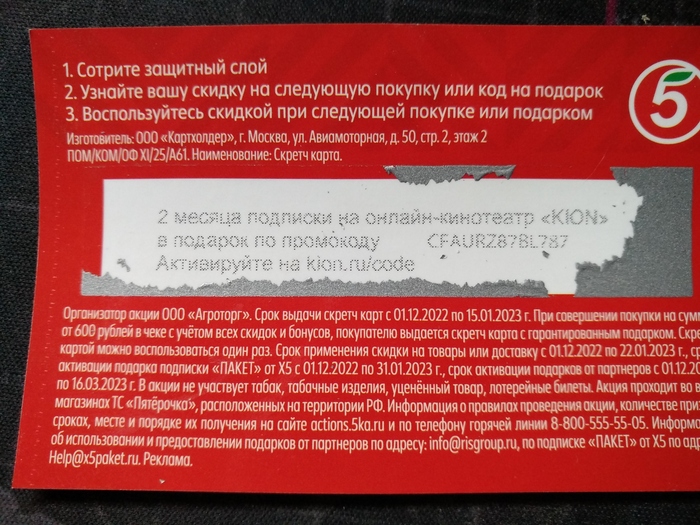 1. Сотрите защитный слой
2. Узнайте вашу скидку на следующую покупку или код на подарок
3. Воспользуйтесь скидкой при следующей покупке или подарком
5
Изготовитель: ООО «Картхолдер», г. Москва, ул. Авиамоторная, д. 50, стр. 2, этаж 2
ПОМ/КОМ/ОФ XI/25/А61. Наименование: Скретч карта.
2 месяца подписки на онлайн-кинотеатр «KION»
в подарок по промокоду CFAURZ87BL787
Активируйте на kion.ru/code
Организатор акции ООО «Агроторг». Срок выдачи скретч карт с 01.12.2022 по 15.01.2023 г. При совершении покупки на сум
от 600 рублей в чеке с учётом всех скидок и бонусов, покупателю выдается скретч карта с гарантированным подарком. Скре
картой можно воспользоваться один раз. Срок применения скидки на товары или доставку с 01.12.2022 по 22.01.2023 г., с
активации подарка подписки «ПАКЕТ» от X5 с 01.12.2022 по 31.01.2023 г., срок активации подарков от партнеров с 01.12.20
по 16.03.2023 г. В акции не участвует табак, табачные изделия, уценённый товар, лотерейные билеты. Акция проходит во
магазинах ТС «Пятёрочка», расположенных на территории РФ. Информация о правилах проведения акции, количестве при
сроках, месте и порядке их получения на сайте actions.5ka.ru и по телефону горячей линии 8-800-555-55-05. Информа
об использовании и предоставлении подарков от партнеров по адресу: info@risgroup.ru, по подписке «ПАКЕТ» от X5 по ад
Help@x5paket.ru. Реклама.